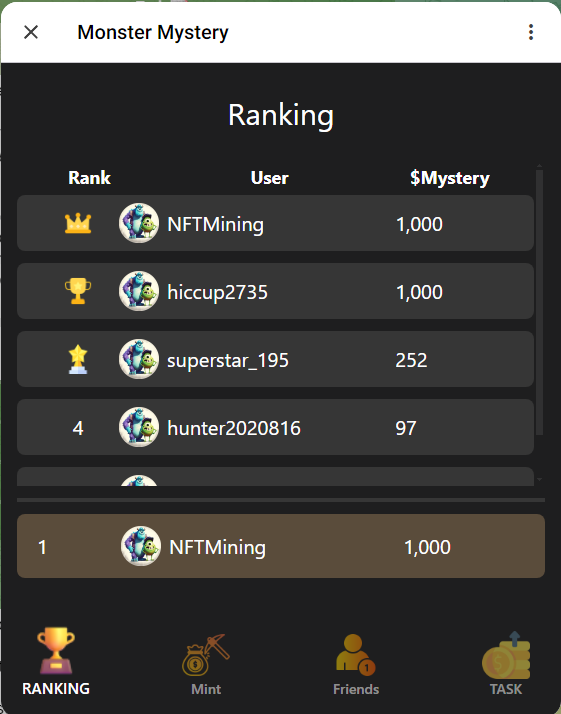 Monster Mystery
Ranking
Rank User $Mystery
NFTMining 1,000
hiccup2735 1,000
superstar_195 252
4 hunter2020816 97
1 NFTMining 1,000
1
RANKING Mint Friends TASK